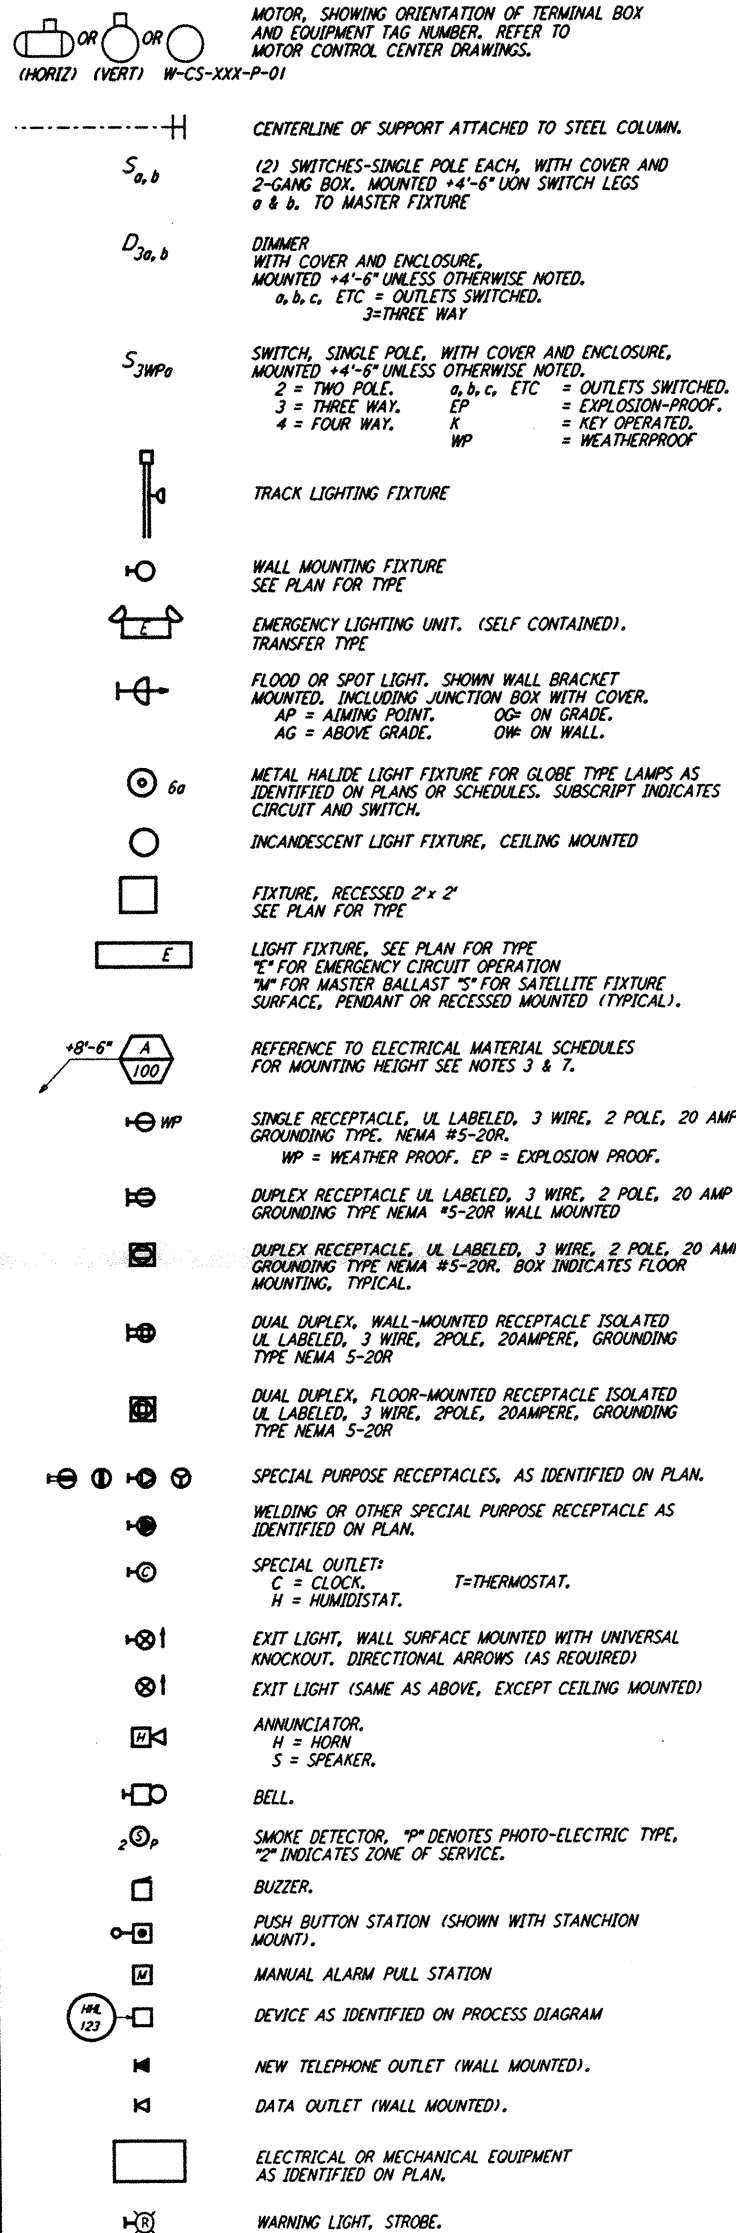 OR OR
(HORIZ) (VERT) W-CS-XXX-P-01
MOTOR, SHOWING ORIENTATION OF TERMINAL BOX
AND EQUIPMENT TAG NUMBER. REFER TO
MOTOR CONTROL CENTER DRAWINGS.
CENTERLINE OF SUPPORT ATTACHED TO STEEL COLUMN.
Sa, b
(2) SWITCHES-SINGLE POLE EACH, WITH COVER AND
2-GANG BOX. MOUNTED +4'-6" UON SWITCH LEGS
a & b. TO MASTER FIXTURE
D3a, b
DIMMER
WITH COVER AND ENCLOSURE,
MOUNTED +4'-6" UNLESS OTHERWISE NOTED.
a, b, c, ETC = OUTLETS SWITCHED.
3=THREE WAY
S3WPa
SWITCH, SINGLE POLE, WITH COVER AND ENCLOSURE,
MOUNTED +4'-6" UNLESS OTHERWISE NOTED.
2 = TWO POLE. a, b, c, ETC = OUTLETS SWITCHED.
3 = THREE WAY. EP = EXPLOSION-PROOF.
4 = FOUR WAY. K = KEY OPERATED.
WP = WEATHERPROOF
TRACK LIGHTING FIXTURE
WALL MOUNTING FIXTURE
SEE PLAN FOR TYPE
E
EMERGENCY LIGHTING UNIT. (SELF CONTAINED).
TRANSFER TYPE
FLOOD OR SPOT LIGHT. SHOWN WALL BRACKET
MOUNTED. INCLUDING JUNCTION BOX WITH COVER.
AP = AIMING POINT. OG= ON GRADE.
AG = ABOVE GRADE. OW= ON WALL.
6a
METAL HALIDE LIGHT FIXTURE FOR GLOBE TYPE LAMPS AS
IDENTIFIED ON PLANS OR SCHEDULES. SUBSCRIPT INDICATES
CIRCUIT AND SWITCH.
INCANDESCENT LIGHT FIXTURE, CEILING MOUNTED
FIXTURE, RECESSED 2'x 2'
SEE PLAN FOR TYPE
E
LIGHT FIXTURE, SEE PLAN FOR TYPE
"E" FOR EMERGENCY CIRCUIT OPERATION
"M" FOR MASTER BALLAST "S" FOR SATELLITE FIXTURE
SURFACE, PENDANT OR RECESSED MOUNTED (TYPICAL).
+8'-6" A
100
REFERENCE TO ELECTRICAL MATERIAL SCHEDULES
FOR MOUNTING HEIGHT SEE NOTES 3 & 7.
WP
SINGLE RECEPTACLE, UL LABELED, 3 WIRE, 2 POLE, 20 AMP
GROUNDING TYPE. NEMA #5-20R.
WP = WEATHER PROOF. EP = EXPLOSION PROOF.
DUPLEX RECEPTACLE UL LABELED, 3 WIRE, 2 POLE, 20 AMP
GROUNDING TYPE NEMA #5-20R WALL MOUNTED
DUPLEX RECEPTACLE, UL LABELED, 3 WIRE, 2 POLE, 20 AMP
GROUNDING TYPE NEMA #5-20R. BOX INDICATES FLOOR
MOUNTING, TYPICAL.
DUAL DUPLEX, WALL-MOUNTED RECEPTACLE ISOLATED
UL LABELED, 3 WIRE, 2POLE, 20AMPERE, GROUNDING
TYPE NEMA 5-20R
DUAL DUPLEX, FLOOR-MOUNTED RECEPTACLE ISOLATED
UL LABELED, 3 WIRE, 2POLE, 20AMPERE, GROUNDING
TYPE NEMA 5-20R
SPECIAL PURPOSE RECEPTACLES, AS IDENTIFIED ON PLAN.
WELDING OR OTHER SPECIAL PURPOSE RECEPTACLE AS
IDENTIFIED ON PLAN.
C
SPECIAL OUTLET:
C = CLOCK. T=THERMOSTAT.
H = HUMIDISTAT.
EXIT LIGHT, WALL SURFACE MOUNTED WITH UNIVERSAL
KNOCKOUT. DIRECTIONAL ARROWS (AS REQUIRED)
EXIT LIGHT (SAME AS ABOVE, EXCEPT CEILING MOUNTED)
H
ANNUNCIATOR.
H = HORN
S = SPEAKER.
BELL.
2 S P
SMOKE DETECTOR, "P" DENOTES PHOTO-ELECTRIC TYPE,
"2" INDICATES ZONE OF SERVICE.
BUZZER.
PUSH BUTTON STATION (SHOWN WITH STANCHION
MOUNT).
M
MANUAL ALARM PULL STATION
HHL
123
DEVICE AS IDENTIFIED ON PROCESS DIAGRAM
NEW TELEPHONE OUTLET (WALL MOUNTED).
DATA OUTLET (WALL MOUNTED).
ELECTRICAL OR MECHANICAL EQUIPMENT
AS IDENTIFIED ON PLAN.
R
WARNING LIGHT, STROBE.